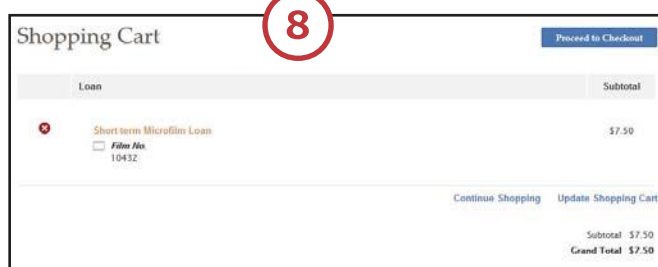 8
Shopping Cart
Proceed to Checkout
Loan Subtotal
Short term Microfilm Loan $7.50
Film No.
10432
Continue Shopping Update Shopping Cart
Subtotal $7.50
Grand Total $7.50